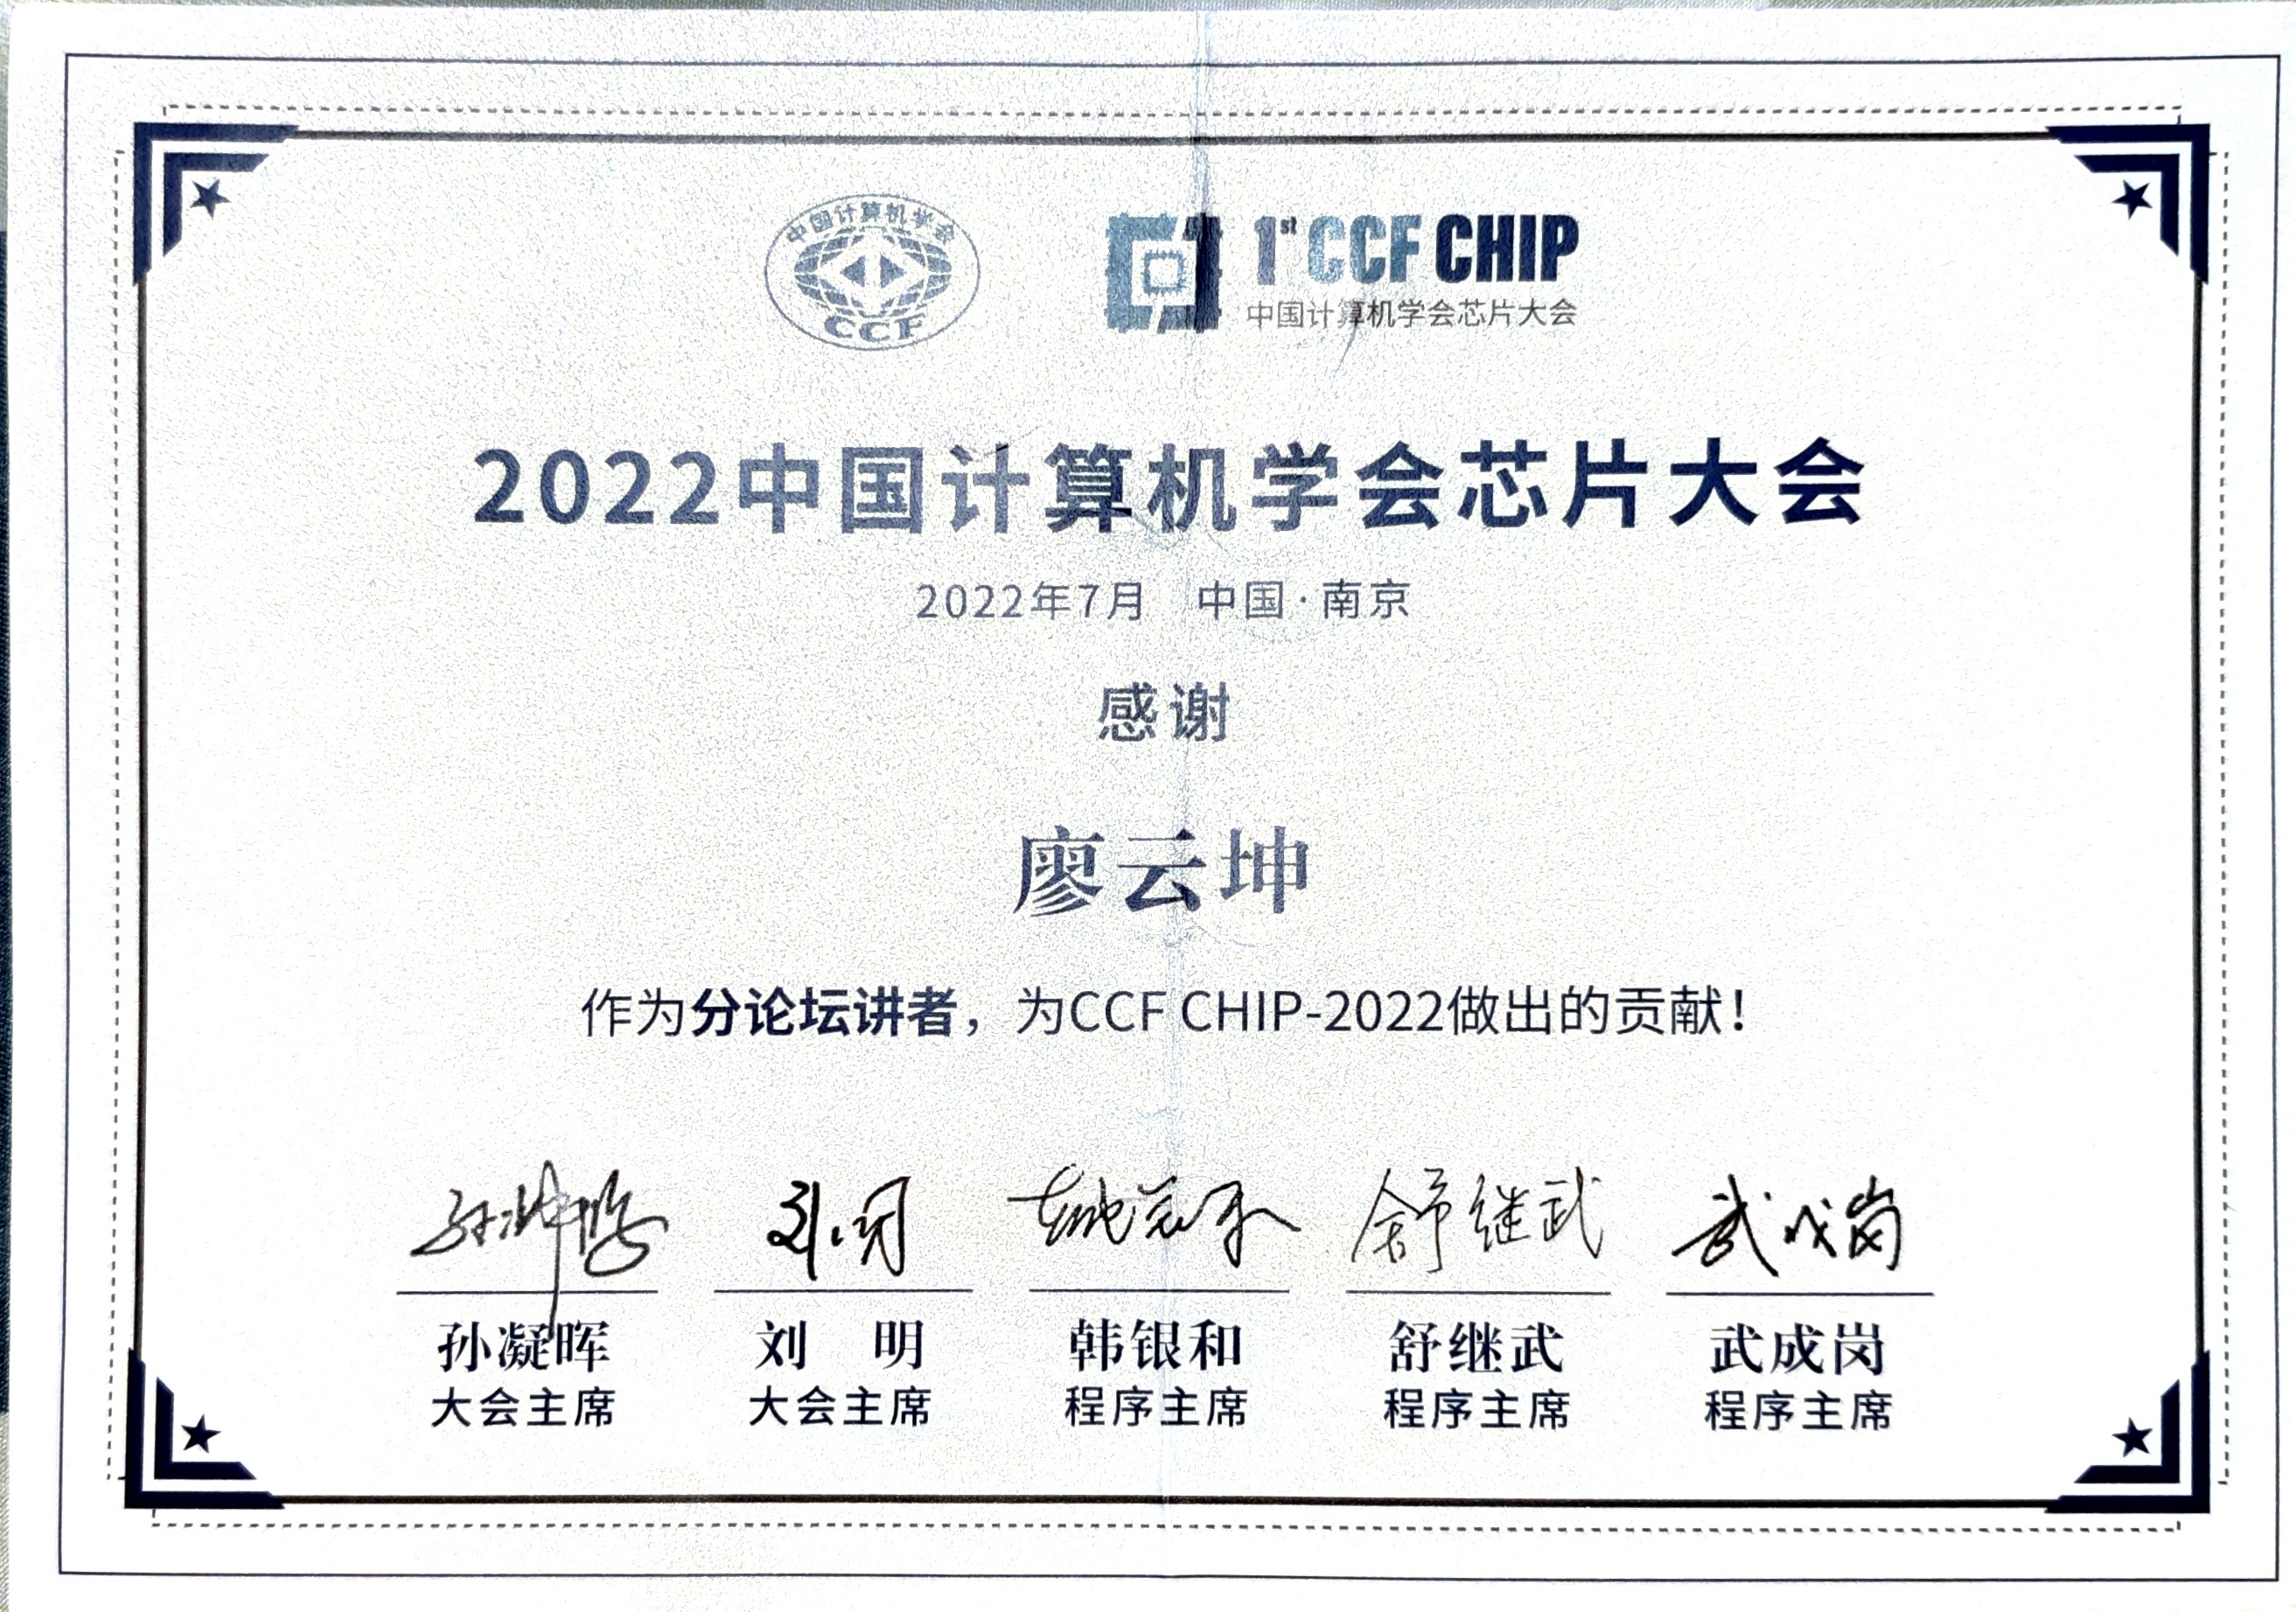 中国计算机学会
CCF
1st CCF CHIP
中国计算机学会芯片大会
2022中国计算机学会芯片大会
2022年7月 中国·南京
感谢
廖云坤
作为分论坛讲者，为CCF CHIP-2022做出的贡献！
孙凝晖 刘明 韩银和 舒继武 武成岗
孙凝晖 刘 明 韩银和 舒继武 武成岗
大会主席 大会主席 程序主席 程序主席 程序主席